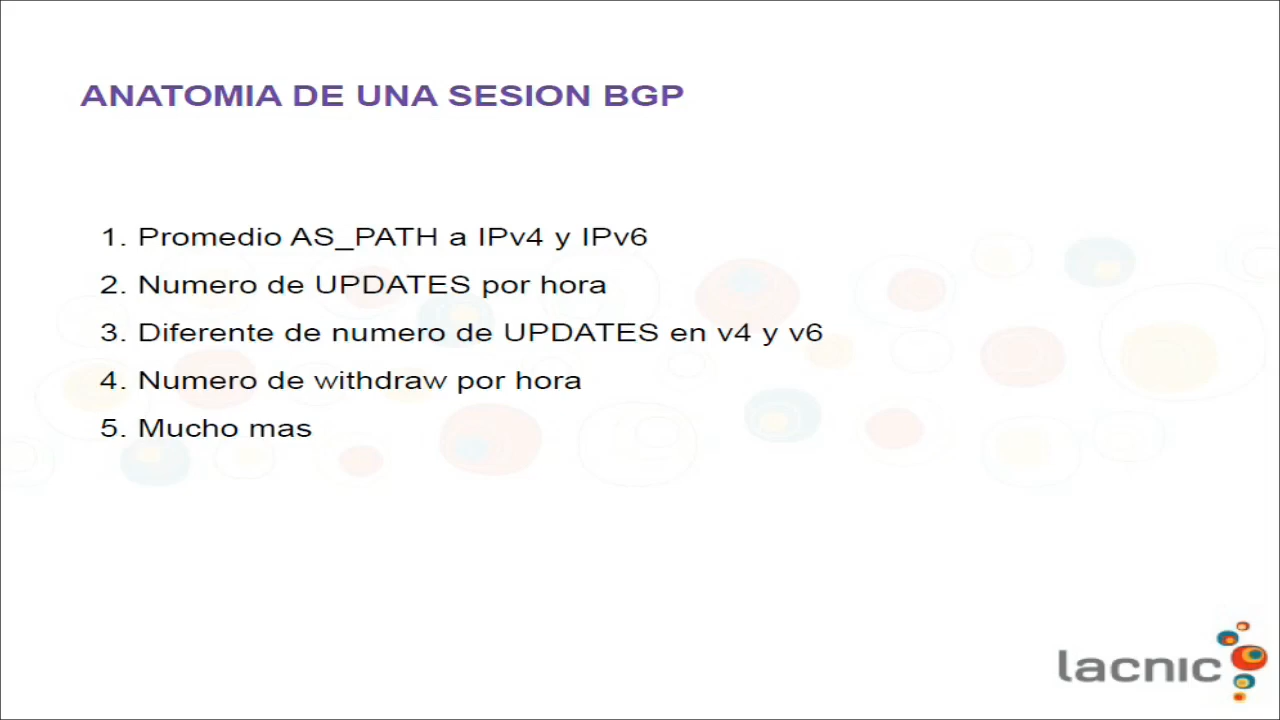 ANATOMIA DE UNA SESION BGP
1. Promedio AS_PATH a IPv4 y IPv6
2. Numero de UPDATES por hora
3. Diferente de numero de UPDATES en v4 y v6
4. Numero de withdraw por hora
5. Mucho mas
lacnic